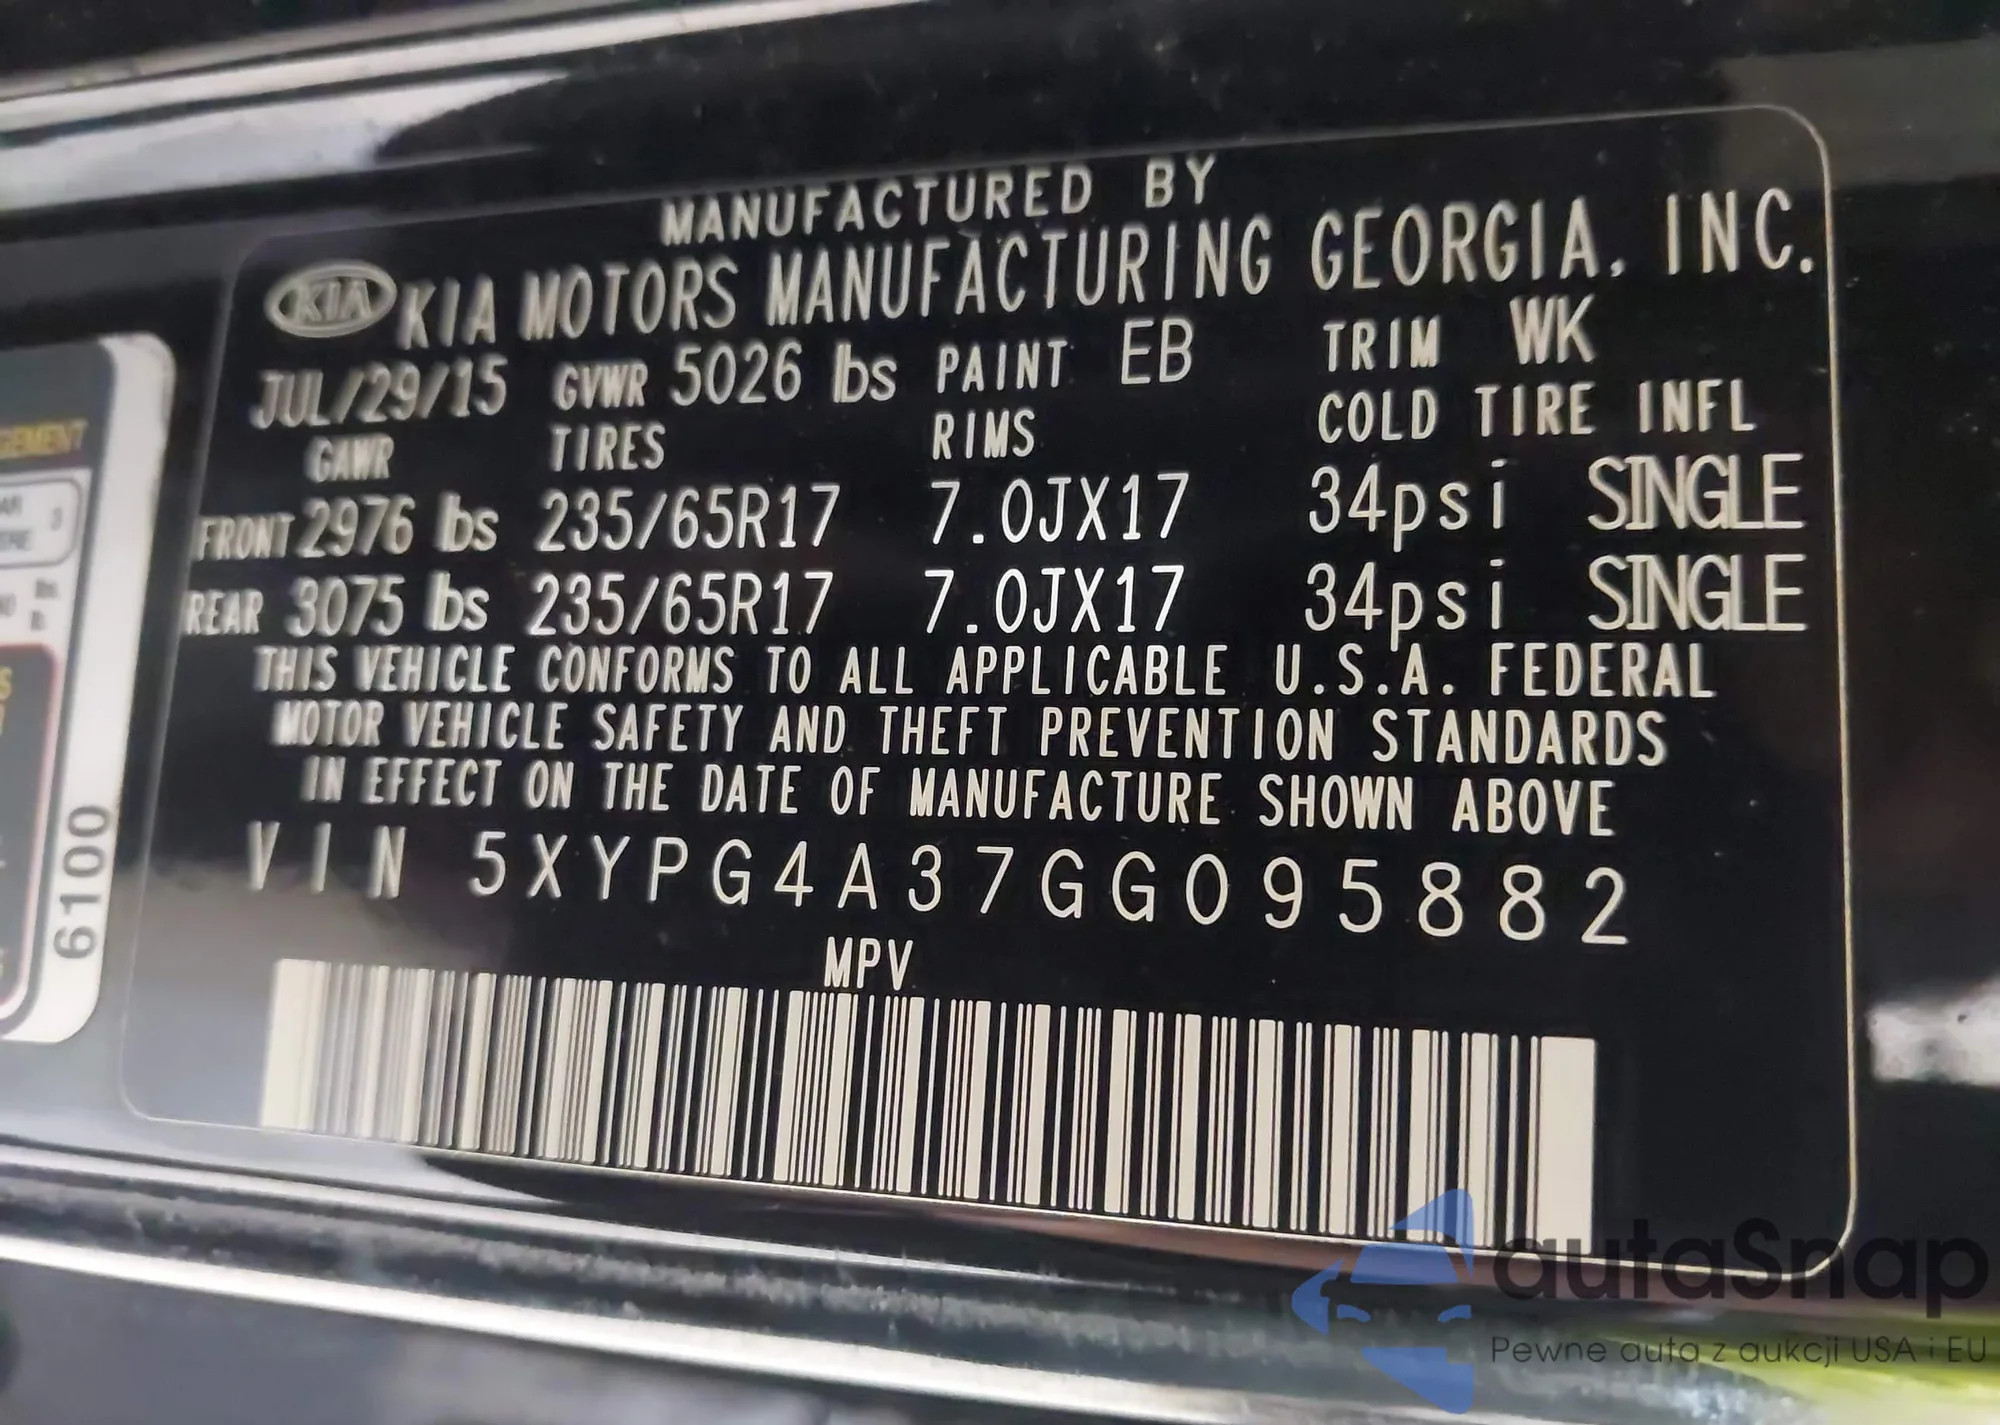 MANUFACTURED BY
KIA KIA MOTORS MANUFACTURING GEORGIA, INC.
JUL/29/15 GVWR 5026 lbs PAINT EB TRIM WK
GAWR TIRES RIMS COLD TIRE INFL
FRONT 2976 lbs 235/65R17 7.0JX17 34psi SINGLE
REAR 3075 lbs 235/65R17 7.0JX17 34psi SINGLE
THIS VEHICLE CONFORMS TO ALL APPLICABLE U.S.A. FEDERAL
MOTOR VEHICLE SAFETY AND THEFT PREVENTION STANDARDS
IN EFFECT ON THE DATE OF MANUFACTURE SHOWN ABOVE
VIN 5XYPG4A37GG095882
MPV
6100
autaSnap
Pewne auta z aukcji USA i EU